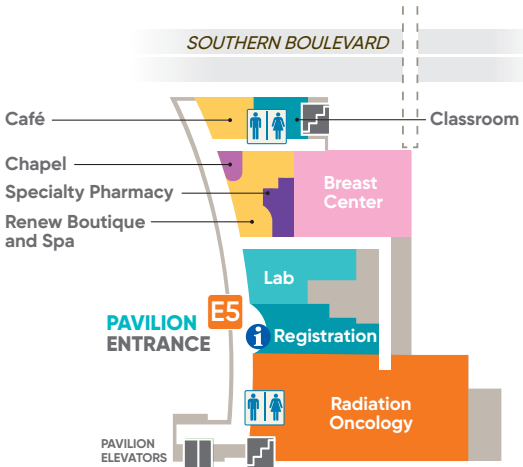 SOUTHERN BOULEVARD
Café
Classroom
Chapel
Specialty Pharmacy
Renew Boutique
and Spa
Breast
Center
Lab
E5
PAVILION
ENTRANCE
i
Registration
Radiation
Oncology
PAVILION
ELEVATORS